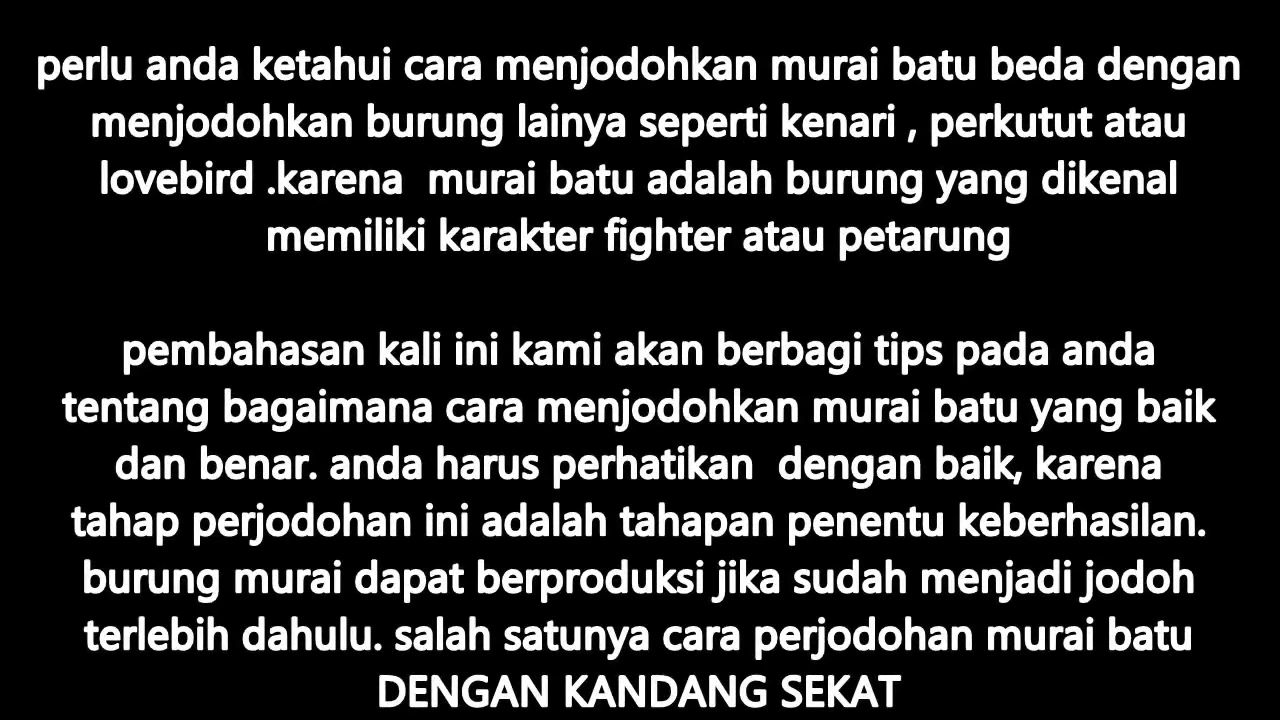 perlu anda ketahui cara menjodohkan murai batu beda dengan
menjodohkan burung lainya seperti kenari , perkutut atau
lovebird .karena  murai batu adalah burung yang dikenal
memiliki karakter fighter atau petarung
pembahasan kali ini kami akan berbagi tips pada anda
tentang bagaimana cara menjodohkan murai batu yang baik
dan benar. anda harus perhatikan  dengan baik, karena
tahap perjodohan ini adalah tahapan penentu keberhasilan.
burung murai dapat berproduksi jika sudah menjadi jodoh
terlebih dahulu. salah satunya cara perjodohan murai batu
DENGAN KANDANG SEKAT